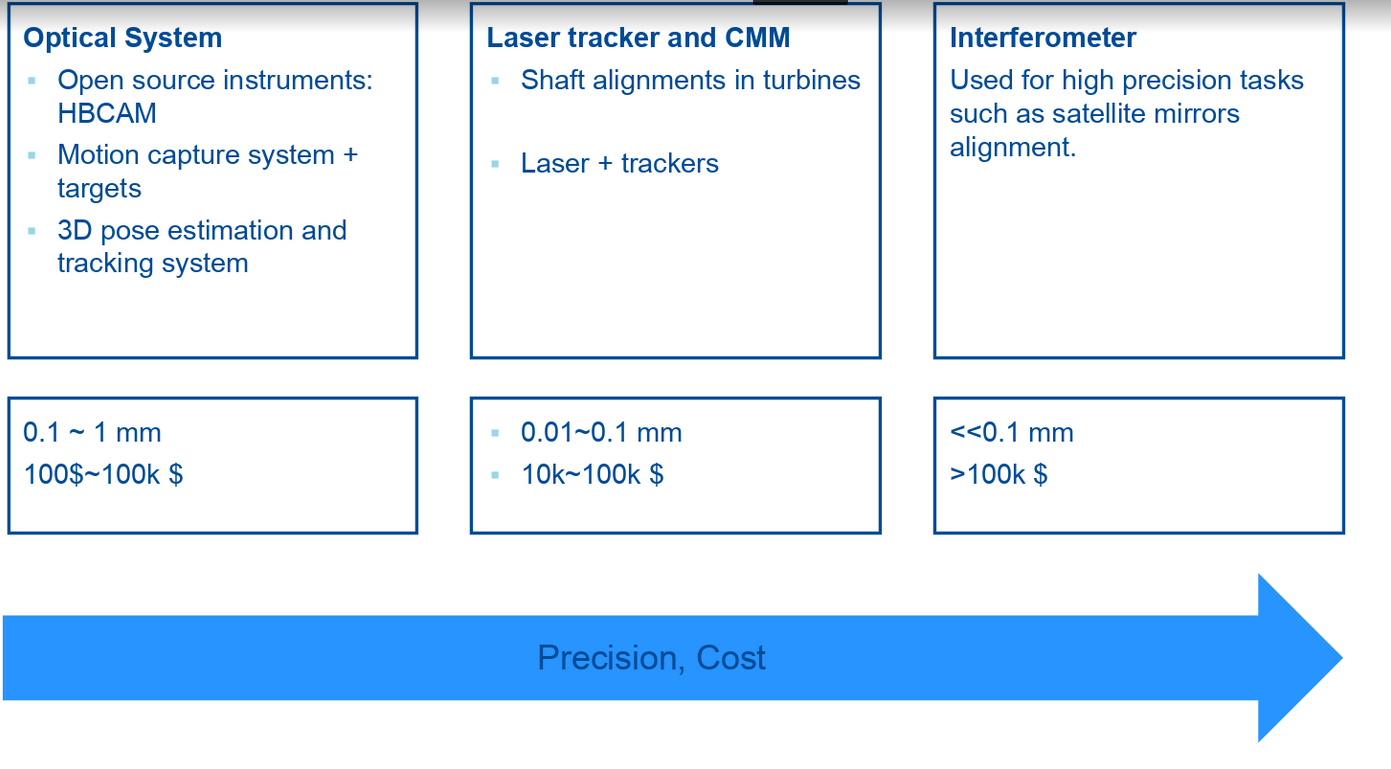 Optical System
Open source instruments:
HBCAM
Motion capture system +
targets
3D pose estimation and
tracking system
Laser tracker and CMM
Shaft alignments in turbines
Laser + trackers
Interferometer
Used for high precision tasks
such as satellite mirrors
alignment.
0.1 ~ 1 mm
100$~100k $
0.01~0.1 mm
10k~100k $
<<0.1 mm
>100k $
Precision, Cost